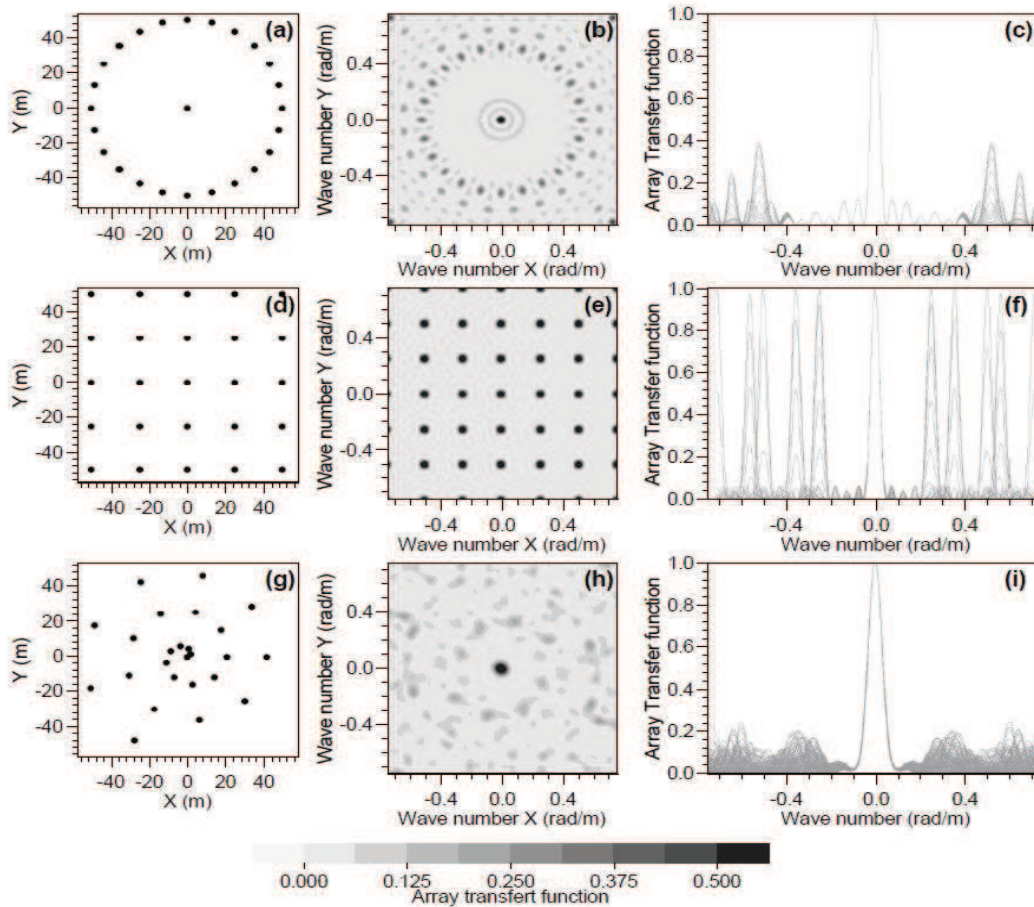 (a)
Y (m)
40
20
0
-20
-40
-40 -20 0 20 40
X (m)
(b)
Wave number Y (rad/m)
0.4
0.0
-0.4
-0.4 0.0 0.4
Wave number X (rad/m)
(c)
Array Transfer function
1.0
0.8
0.6
0.4
0.2
0.0
-0.4 0.0 0.4
Wave number (rad/m)
(d)
Y (m)
40
20
0
-20
-40
-40 -20 0 20 40
X (m)
(e)
Wave number Y (rad/m)
0.4
0.0
-0.4
-0.4 0.0 0.4
Wave number X (rad/m)
(f)
Array Transfer function
1.0
0.8
0.6
0.4
0.2
0.0
-0.4 0.0 0.4
Wave number (rad/m)
(g)
Y (m)
40
20
0
-20
-40
-40 -20 0 20 40
X (m)
(h)
Wave number Y (rad/m)
0.4
0.0
-0.4
-0.4 0.0 0.4
Wave number X (rad/m)
(i)
Array Transfer function
1.0
0.8
0.6
0.4
0.2
0.0
-0.4 0.0 0.4
Wave number (rad/m)
0.000 0.125 0.250 0.375 0.500
Array transfert function